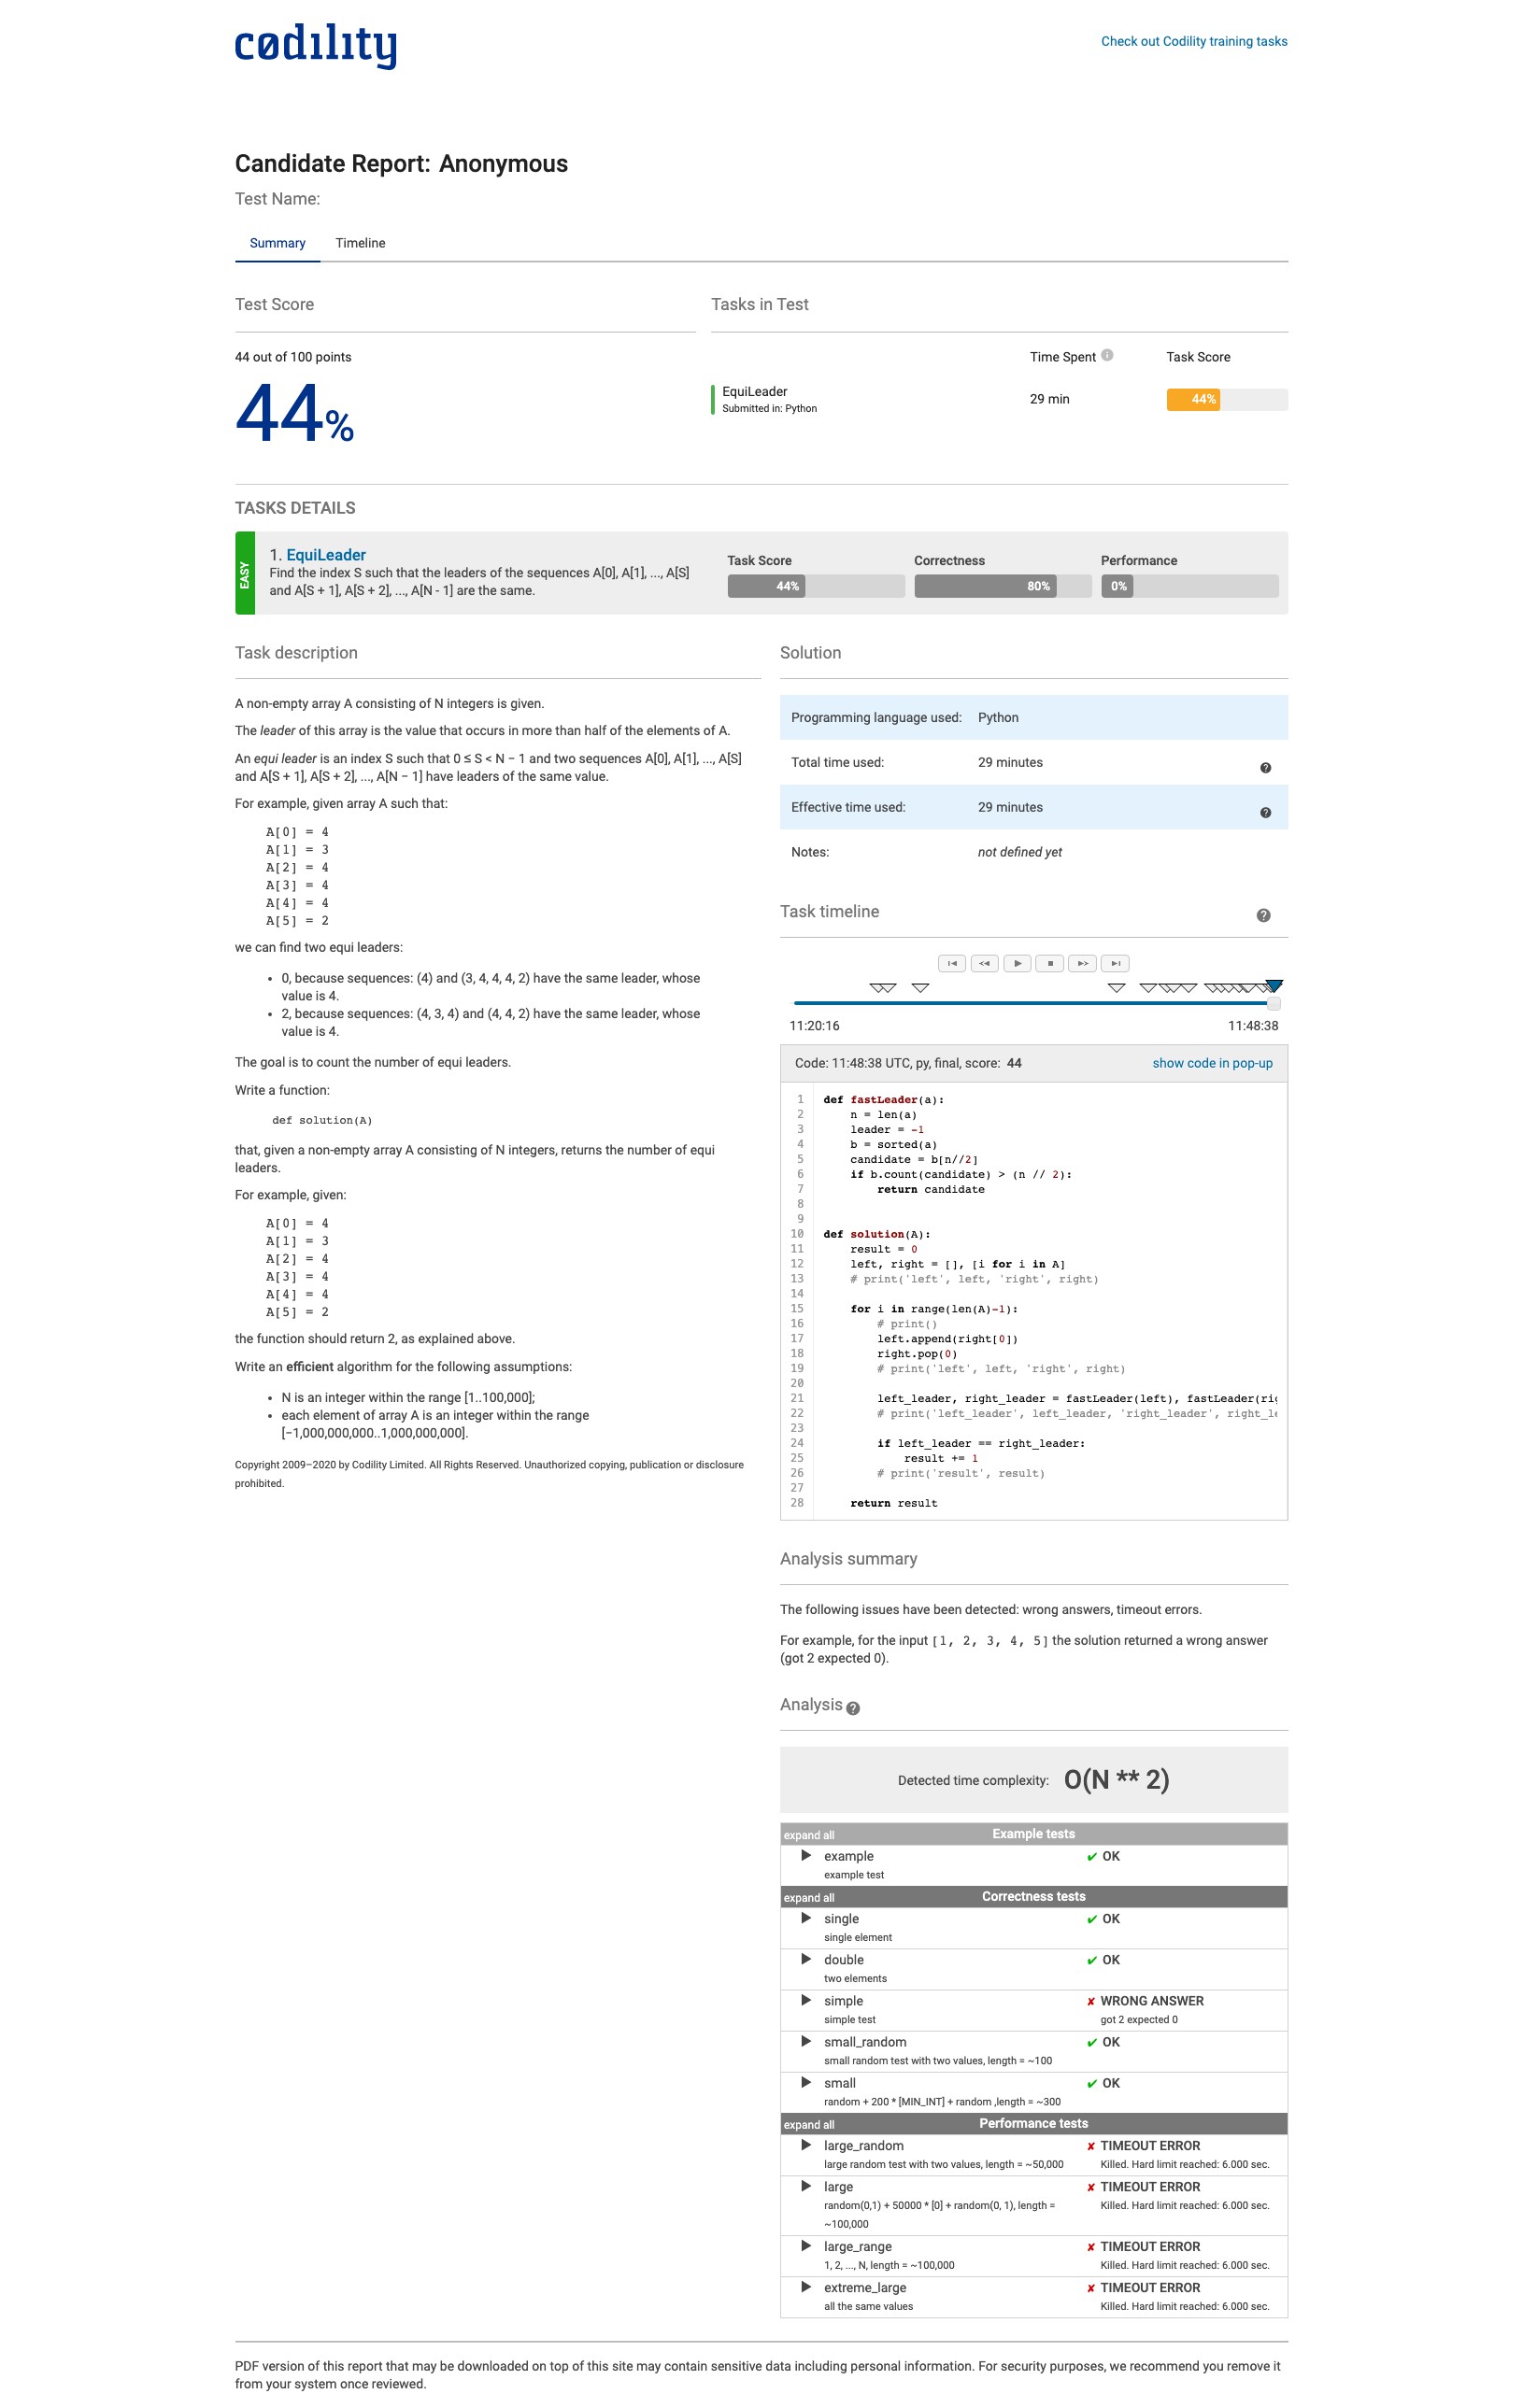 cødility
Check out Codility training tasks
Candidate Report: Anonymous
Test Name:
Summary Timeline
Test Score
44 out of 100 points
44%
Tasks in Test
Time Spent Task Score
EquiLeader
Submitted in: Python
29 min
44%
TASKS DETAILS
EASY
1. EquiLeader
Find the index S such that the leaders of the sequences A[0], A[1], ..., A[S]
and A[S + 1], A[S + 2], ..., A[N - 1] are the same.
Task Score
44%
Correctness
80%
Performance
0%
Task description
A non-empty array A consisting of N integers is given.
The leader of this array is the value that occurs in more than half of the elements of A.
An equi leader is an index S such that 0 ≤ S < N − 1 and two sequences A[0], A[1], ..., A[S]
and A[S + 1], A[S + 2], ..., A[N − 1] have leaders of the same value.
For example, given array A such that:
A[0] = 4
A[1] = 3
A[2] = 4
A[3] = 4
A[4] = 4
A[5] = 2
we can find two equi leaders:
• 0, because sequences: (4) and (3, 4, 4, 4, 2) have the same leader, whose
value is 4.
• 2, because sequences: (4, 3, 4) and (4, 4, 2) have the same leader, whose
value is 4.
The goal is to count the number of equi leaders.
Write a function:
def solution(A)
that, given a non-empty array A consisting of N integers, returns the number of equi
leaders.
For example, given:
A[0] = 4
A[1] = 3
A[2] = 4
A[3] = 4
A[4] = 4
A[5] = 2
the function should return 2, as explained above.
Write an efficient algorithm for the following assumptions:
• N is an integer within the range [1..100,000];
• each element of array A is an integer within the range
[−1,000,000,000..1,000,000,000].
Copyright 2009–2020 by Codility Limited. All Rights Reserved. Unauthorized copying, publication or disclosure
prohibited.
Solution
Programming language used: Python
Total time used: 29 minutes
Effective time used: 29 minutes
Notes: not defined yet
Task timeline
11:20:16 11:48:38
Code: 11:48:38 UTC, py, final, score: 44
show code in pop-up
1 def fastLeader(a):
2 n = len(a)
3 leader = -1
4 b = sorted(a)
5 candidate = b[n//2]
6 if b.count(candidate) > (n // 2):
7 return candidate
8
9
10 def solution(A):
11 result = 0
12 left, right = [], [i for i in A]
13 # print('left', left, 'right', right)
14
15 for i in range(len(A)-1):
16 # print()
17 left.append(right[0])
18 right.pop(0)
19 # print('left', left, 'right', right)
20
21 left_leader, right_leader = fastLeader(left), fastLeader(rig
22 # print('left_leader', left_leader, 'right_leader', right_le
23
24 if left_leader == right_leader:
25 result += 1
26 # print('result', result)
27
28 return result
Analysis summary
The following issues have been detected: wrong answers, timeout errors.
For example, for the input [1, 2, 3, 4, 5] the solution returned a wrong answer
(got 2 expected 0).
Analysis
Detected time complexity: O(N ** 2)
expand all Example tests
example ✔ OK
example test
expand all Correctness tests
single ✔ OK
single element
double ✔ OK
two elements
simple ✘ WRONG ANSWER
simple test got 2 expected 0
small_random ✔ OK
small random test with two values, length = ~100
small ✔ OK
random + 200 * [MIN_INT] + random ,length = ~300
expand all Performance tests
large_random ✘ TIMEOUT ERROR
large random test with two values, length = ~50,000 Killed. Hard limit reached: 6.000 sec.
large ✘ TIMEOUT ERROR
random(0,1) + 50000 * [0] + random(0, 1), length = Killed. Hard limit reached: 6.000 sec.
~100,000
large_range ✘ TIMEOUT ERROR
1, 2, ..., N, length = ~100,000 Killed. Hard limit reached: 6.000 sec.
extreme_large ✘ TIMEOUT ERROR
all the same values Killed. Hard limit reached: 6.000 sec.
PDF version of this report that may be downloaded on top of this site may contain sensitive data including personal information. For security purposes, we recommend you remove it
from your system once reviewed.